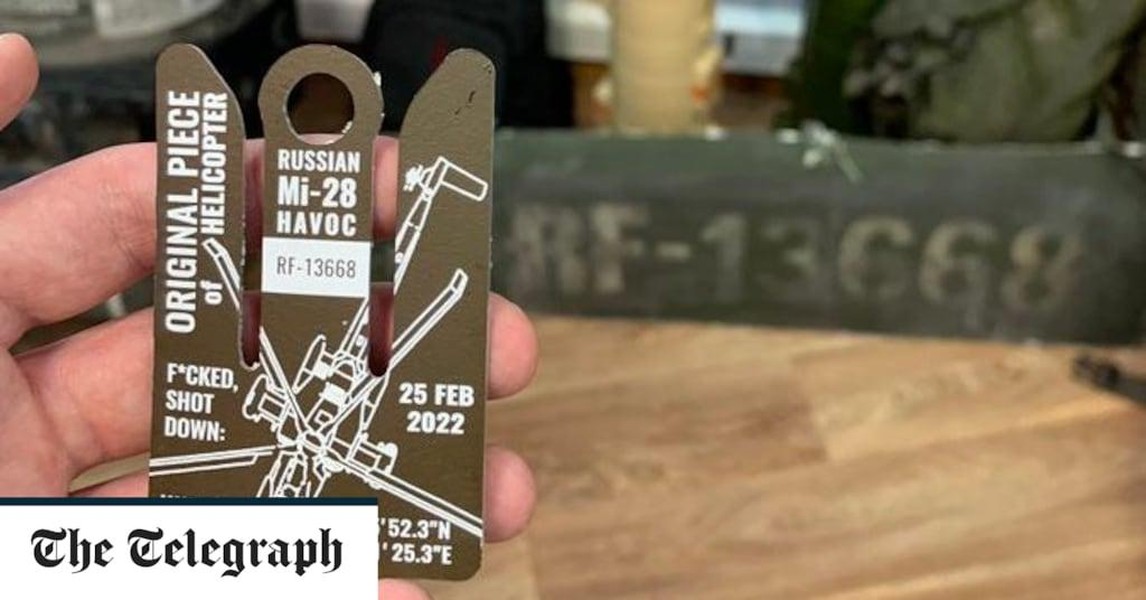 ORIGINAL PIECE
of HELICOPTER
RUSSIAN
Mi-28
HAVOC
RF-13668
F*CKED,
SHOT
DOWN:
25 FEB
2022
52.3"N
' 25.3"E
RF-13668
The Telegraph